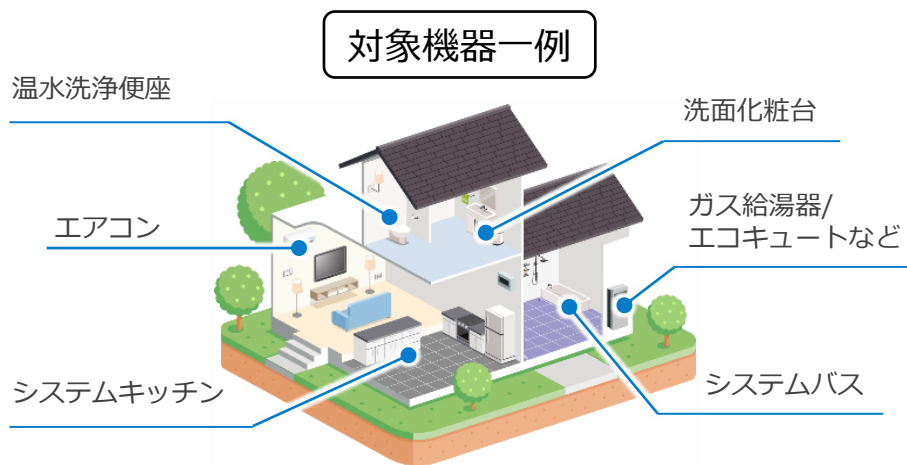 対象機器一例
温水洗浄便座
洗面化粧台
エアコン
ガス給湯器/
エコキュートなど
システムキッチン
システムバス